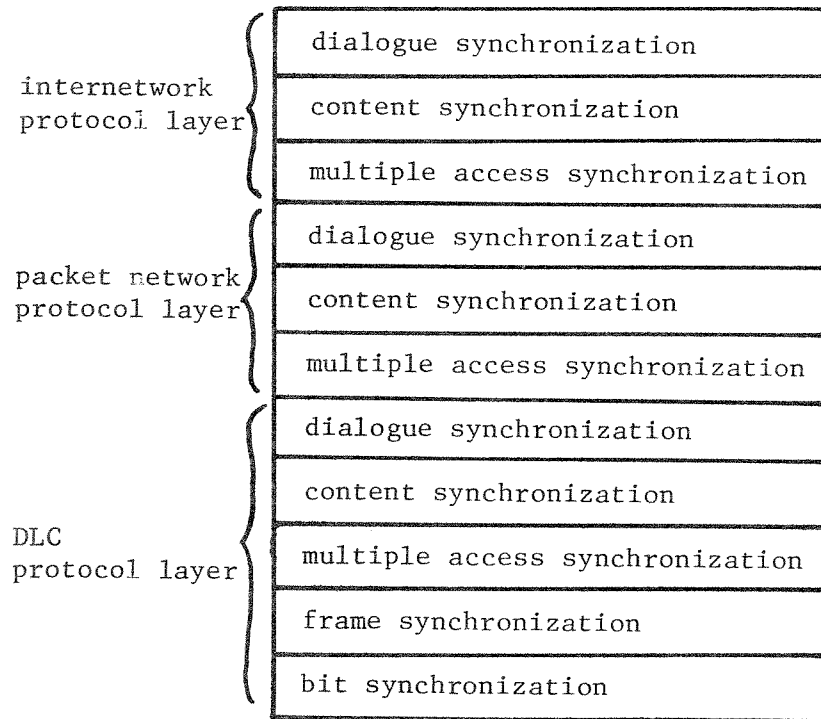 internetwork
protocol layer
dialogue synchronization
content synchronization
multiple access synchronization
packet network
protocol layer
dialogue synchronization
content synchronization
multiple access synchronization
DLC
protocol layer
dialogue synchronization
content synchronization
multiple access synchronization
frame synchronization
bit synchronization